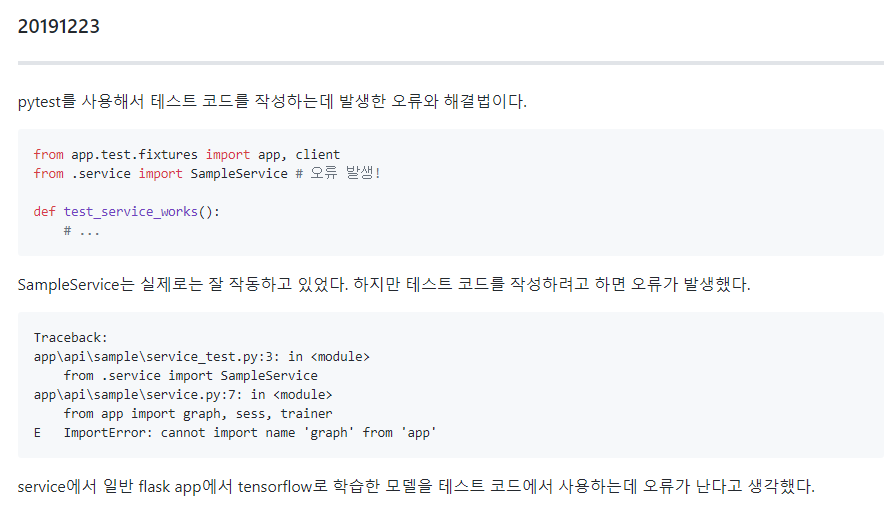 20191223
pytest를 사용해서 테스트 코드를 작성하는데 발생한 오류와 해결법이다.
from app.test.fixtures import app, client
from .service import SampleService # 오류 발생!
def test_service_works():
    # ...
SampleService는 실제로는 잘 작동하고 있었다. 하지만 테스트 코드를 작성하려고 하면 오류가 발생했다.
Traceback:
app\api\sample\service_test.py:3: in <module>
    from .service import SampleService
app\api\sample\service.py:7: in <module>
    from app import graph, sess, trainer
E   ImportError: cannot import name 'graph' from 'app'
service에서 일반 flask app에서 tensorflow로 학습한 모델을 테스트 코드에서 사용하는데 오류가 난다고 생각했다.